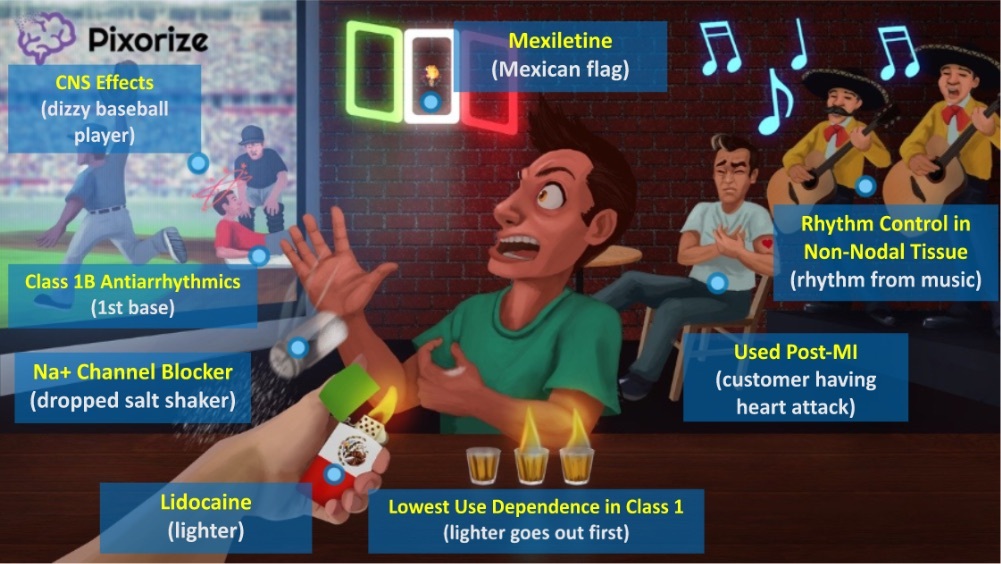 Pixorize
CNS Effects
(dizzy baseball
player)
Mexiletine
(Mexican flag)
Rhythm Control in
Non-Nodal Tissue
(rhythm from music)
Class 1B Antiarrhythmics
(1st base)
Na+ Channel Blocker
(dropped salt shaker)
Used Post-MI
(customer having
heart attack)
Lidocaine
(lighter)
Lowest Use Dependence in Class 1
(lighter goes out first)